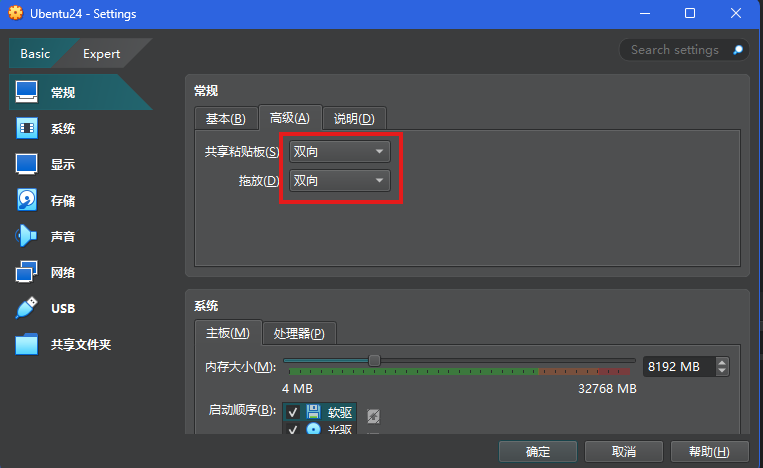 Ubentu24 - Settings
Basic Expert Search settings
常规
系统
显示
存储
声音
网络
USB
共享文件夹
常规
基本(B) 高级(A) 说明(D)
共享粘贴板(S) 双向
拖放(D) 双向
系统
主板(M) 处理器(P)
内存大小(M): 8192 MB
4 MB 32768 MB
启动顺序(B): 软驱
光驱
确定 取消 帮助(H)